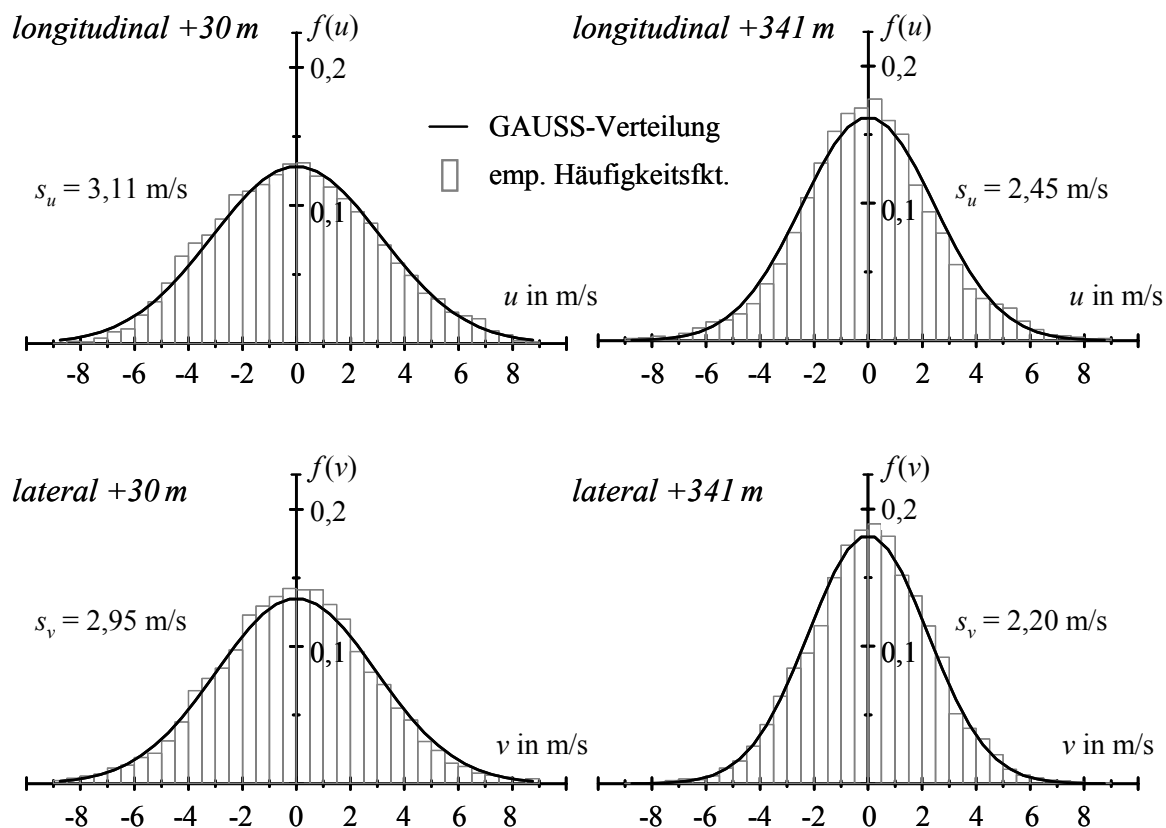 longitudinal +30 m
f(u)
0,2
s_u = 3,11 m/s
0,1
u in m/s
-8 -6 -4 -2 0 2 4 6 8
longitudinal +341 m
f(u)
0,2
GAUSS-Verteilung
emp. Häufigkeitsfkt.
0,1
s_u = 2,45 m/s
u in m/s
-8 -6 -4 -2 0 2 4 6 8
lateral +30 m
f(v)
0,2
s_v = 2,95 m/s
0,1
v in m/s
-8 -6 -4 -2 0 2 4 6 8
lateral +341 m
f(v)
0,2
s_v = 2,20 m/s
0,1
v in m/s
-8 -6 -4 -2 0 2 4 6 8